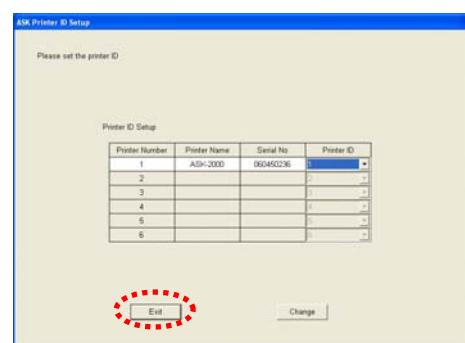 ASK Printer ID Setup
Please set the printer ID
Printer ID Setup
Printer Number Printer Name Serial No Printer ID
1 ASK-2000 060450236 1
2 2
3 3
4 4
5 5
6 6
Exit Change